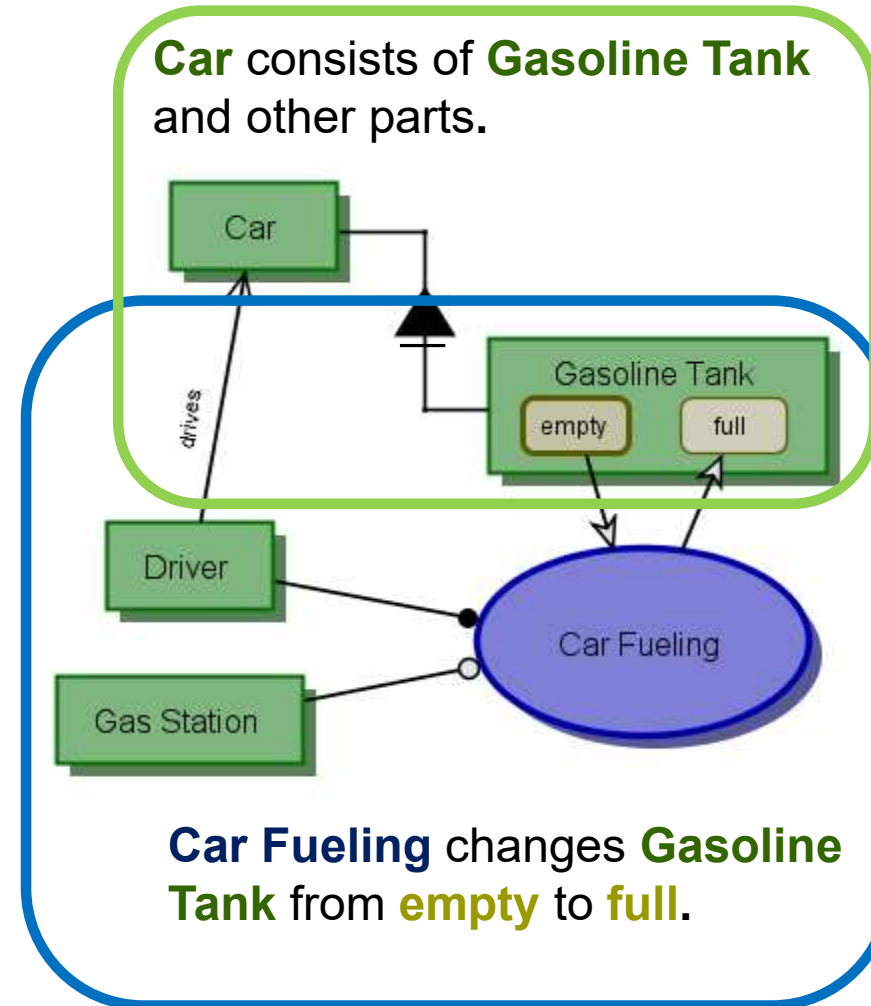 Car consists of Gasoline Tank
and other parts.
Car
drives
Gasoline Tank
empty
full
Driver
Car Fueling
Gas Station
Car Fueling changes Gasoline
Tank from empty to full.